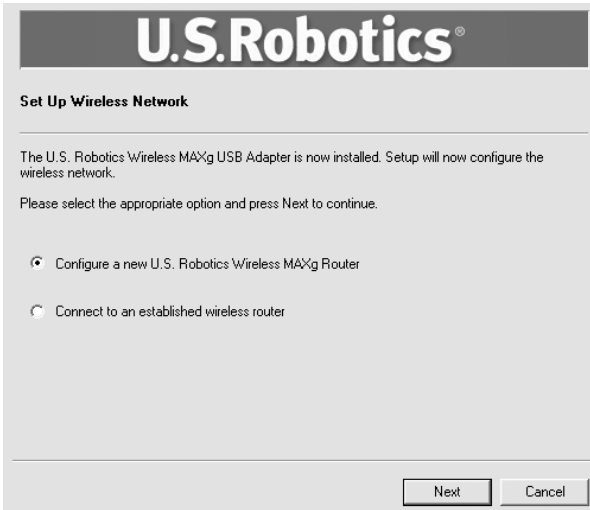 U.S.Robotics®
Set Up Wireless Network
The U.S. Robotics Wireless MAXg USB Adapter is now installed. Setup will now configure the
wireless network.
Please select the appropriate option and press Next to continue.
Configure a new U.S. Robotics Wireless MAXg Router
Connect to an established wireless router
Next
Cancel